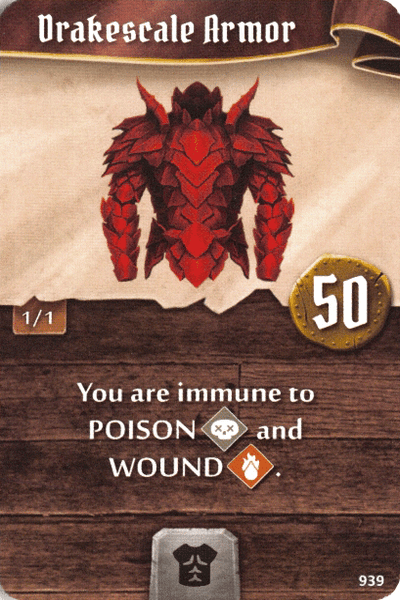 Drakescale Armor
1/1
50
You are immune to
POISON and
WOUND .
939